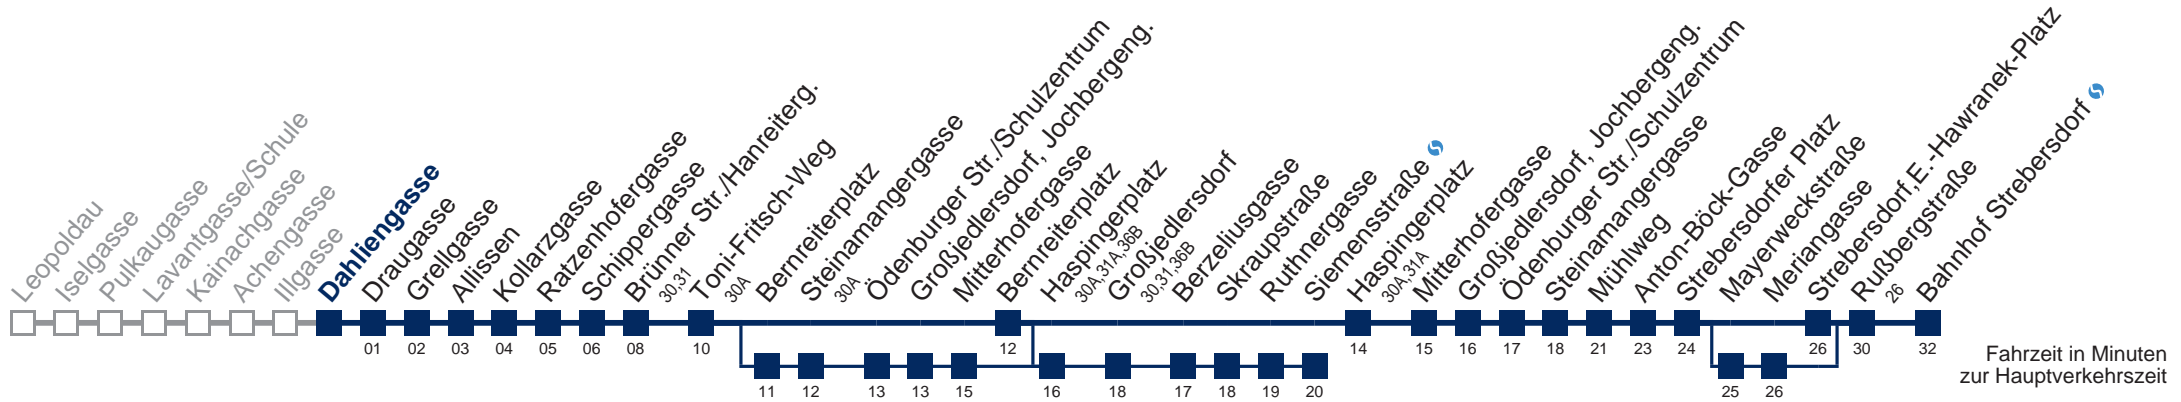 Leopoldau
Iselgasse
Pulkaugasse
Lavantgasse/Schule
Kainachgasse
Achengasse
Illgasse
Dahliengasse
Draugasse
Grellgasse
Allissen
Kollarzgasse
Ratzenhofergasse
Schippergasse
Brünner Str./Hanreiterg.
30,31
Toni-Fritsch-Weg
30A
Bernreiterplatz
Steinamangergasse
30A
Ödenburger Str./Schulzentrum
Großjedlersdorf, Jochbergeng.
Mitterhofergasse
Bernreiterplatz
Haspingerplatz
30A,31A,36B
Großjedlersdorf
30,31,36B
Berzeliusgasse
Skraupstraße
Ruthnergasse
Siemensstraße
Haspingerplatz
30A,31A
Mitterhofergasse
Großjedlersdorf, Jochbergeng.
Ödenburger Str./Schulzentrum
Steinamangergasse
Mühlweg
Anton-Böck-Gasse
Strebersdorfer Platz
Mayerweckstraße
Meriangasse
Strebersdorf,E.-Hawranek-Platz
Rußbergstraße
26
Bahnhof Strebersdorf
01 02 03 04 05 06 08 10 12 14 15 16 17 18 21 23 24 26 30 32
11 12 13 13 15 16 18 17 18 19 20 25 26
Fahrzeit in Minuten
zur Hauptverkehrszeit